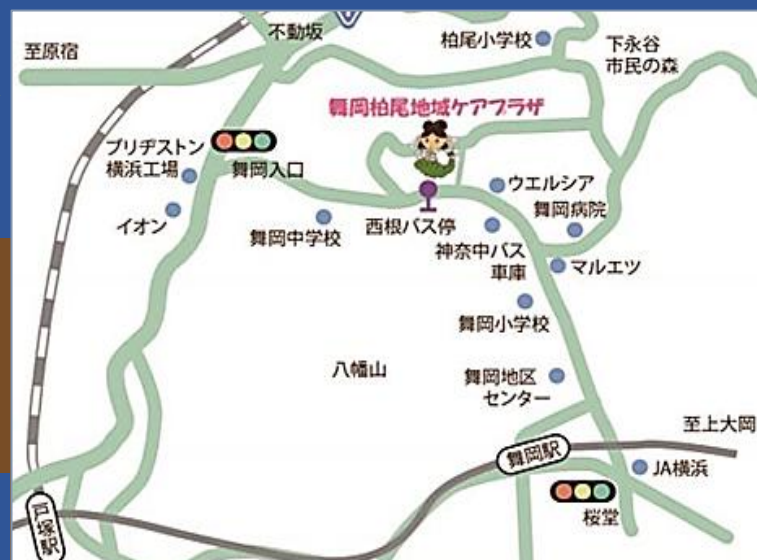 不動坂
柏尾小学校
下永谷
市民の森
至原宿
舞岡柏尾地域ケアプラザ
ブリヂストン
横浜工場
舞岡入口
ウエルシア
舞岡病院
イオン
舞岡中学校
西根バス停
神奈中バス
車庫
マルエツ
舞岡小学校
八幡山
舞岡地区
センター
至上大岡
舞岡駅
JA横浜
桜堂
戸塚駅